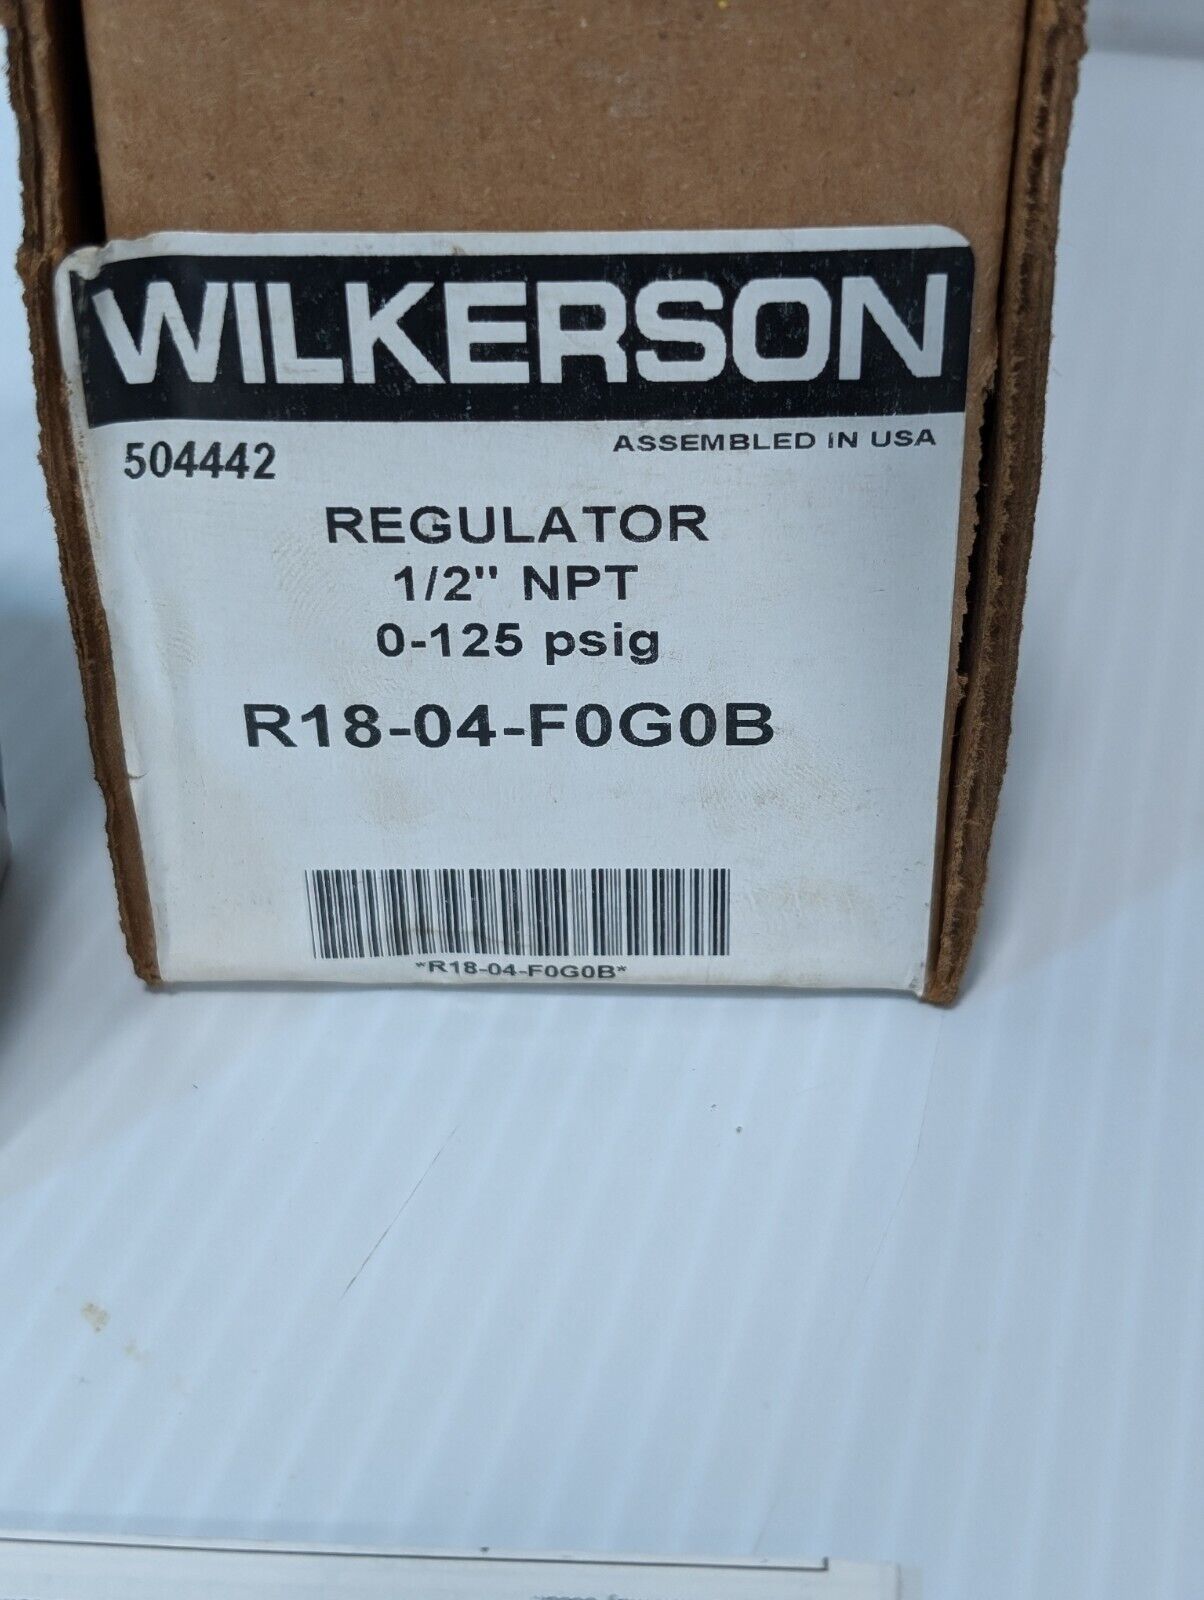 WILKERSON
504442
ASSEMBLED IN USA
REGULATOR
1/2" NPT
0-125 psig
R18-04-F0G0B
*R18-04-F0G0B*